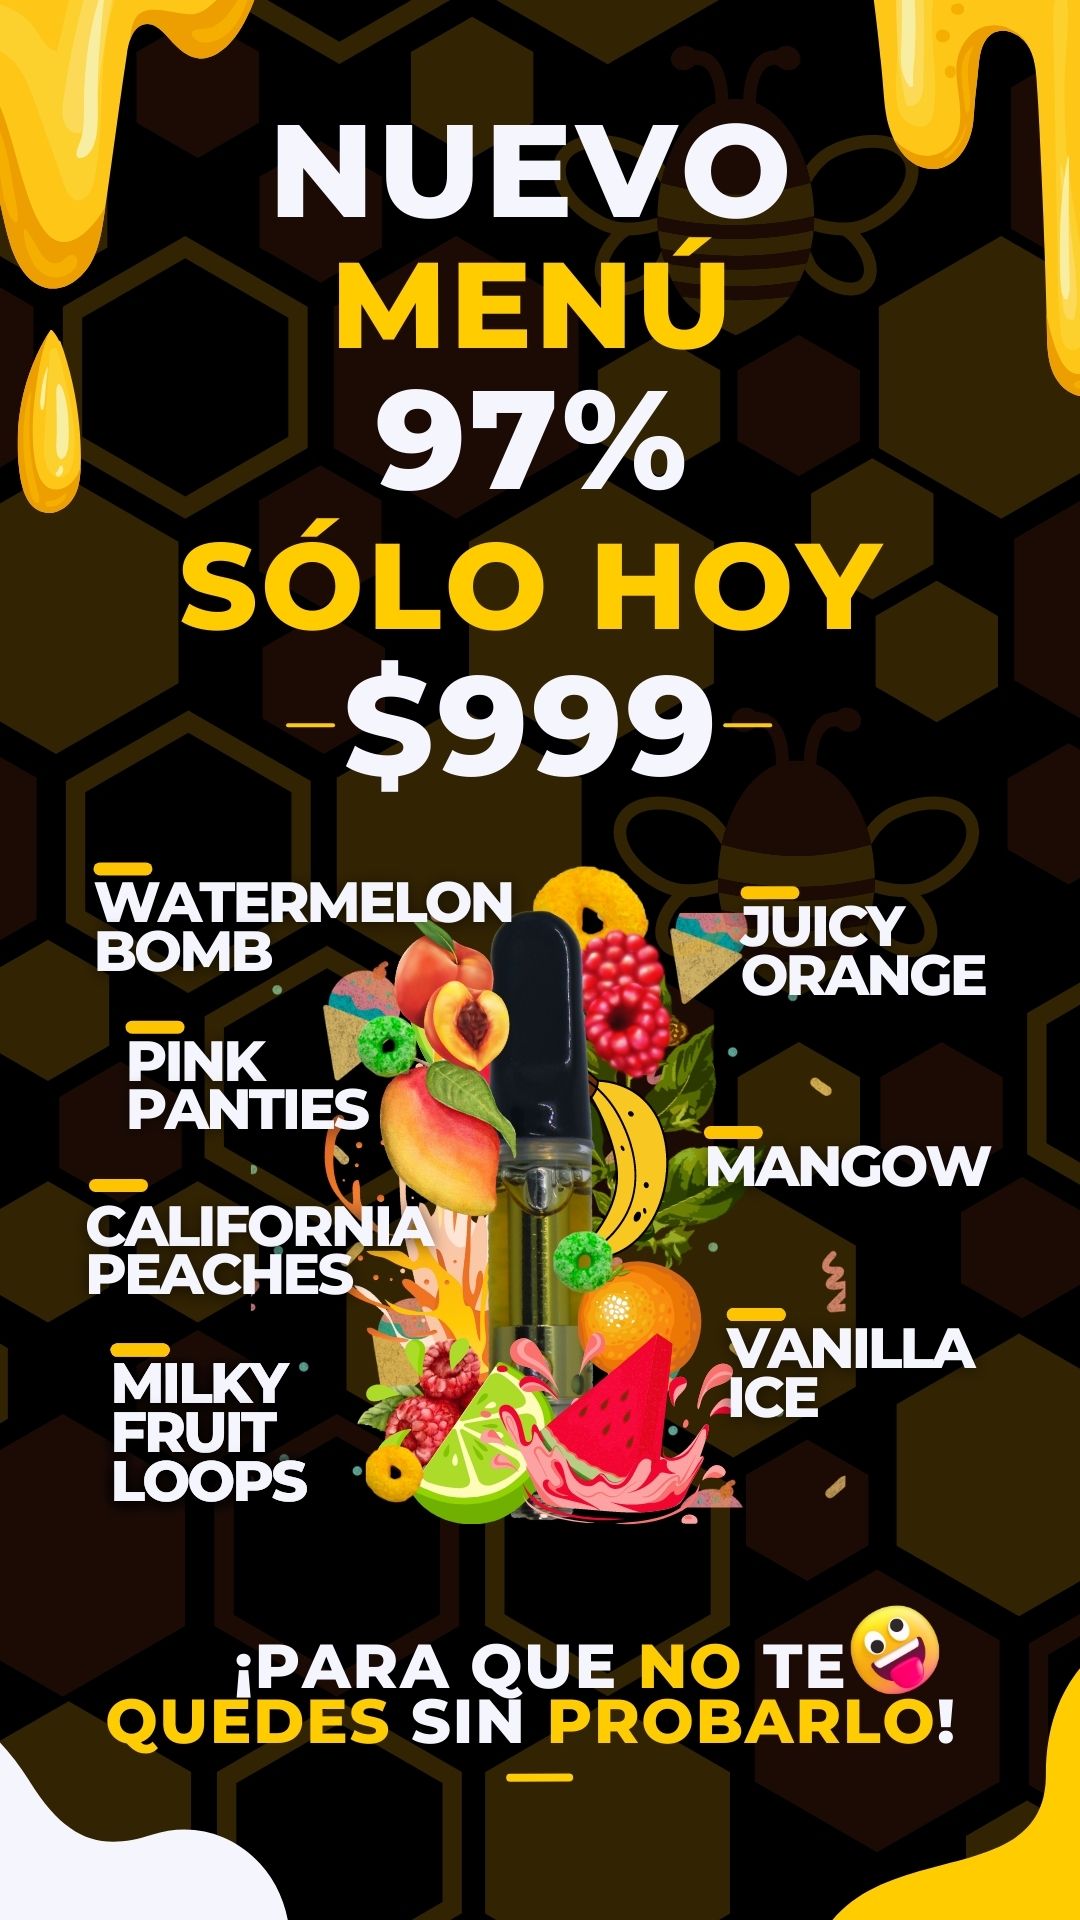 NUEVO
MENÚ
97%
SÓLO HOY
$999
WATERMELON
BOMB
PINK
PANTIES
CALIFORNIA
PEACHES
MILKY
FRUIT
LOOPS
JUICY
ORANGE
MANGOW
VANILLA
ICE
¡PARA QUE NO TE
QUEDES SIN PROBARLO!